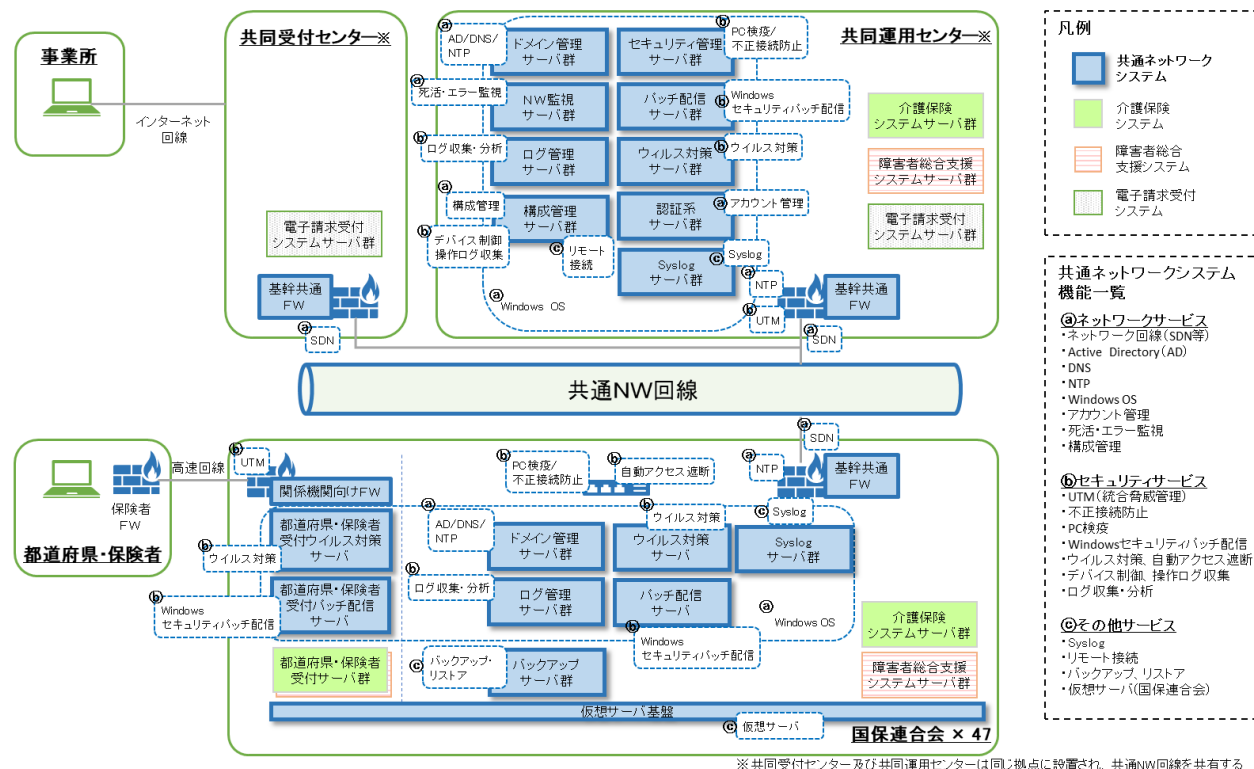 事業所
インターネット
回線
共同受付センター※
電子請求受付
システムサーバ群
基幹共通
FW
ⓐ
SDN
共同運用センター※
ⓐ
AD/DNS/
NTP
ドメイン管理
サーバ群
セキュリティ管理
サーバ群
ⓑ
PC検疫/
不正接続防止
ⓐ
死活・エラー監視
NW監視
サーバ群
パッチ配信
サーバ群
ⓑ
Windows
セキュリティパッチ配信
ⓑ
ログ収集・分析
ログ管理
サーバ群
ウィルス対策
サーバ群
ⓑ
ウイルス対策
ⓐ
構成管理
構成管理
サーバ群
認証系
サーバ群
ⓐ
アカウント管理
ⓑ
デバイス制御
操作ログ収集
ⓒ
リモート
接続
Syslog
サーバ群
ⓒ
Syslog
ⓐ
Windows OS
ⓐ
NTP
ⓑ
UTM
基幹共通
FW
ⓐ
SDN
介護保険
システムサーバ群
障害者総合支援
システムサーバ群
電子請求受付
システムサーバ群
共通NW回線
都道府県・保険者
保険者
FW
高速回線
ⓑ
UTM
関係機関向けFW
都道府県・保険者
受付ウイルス対策
サーバ
ⓑ
ウイルス対策
都道府県・保険者
受付パッチ配信
サーバ
ⓑ
Windows
セキュリティパッチ配信
都道府県・保険者
受付サーバ群
ⓑ
PC検疫/
不正接続防止
ⓑ
自動アクセス遮断
ⓐ
SDN
ⓐ
NTP
基幹共通
FW
ⓒ
Syslog
ⓐ
AD/DNS/
NTP
ドメイン管理
サーバ群
ⓑ
ウイルス対策
ウイルス対策
サーバ
Syslog
サーバ群
ⓑ
ログ収集・分析
ログ管理
サーバ群
パッチ配信
サーバ
ⓐ
Windows OS
ⓑ
Windows
セキュリティパッチ配信
ⓒ
バックアップ・
リストア
バックアップ
サーバ群
介護保険
システムサーバ群
障害者総合支援
システムサーバ群
仮想サーバ基盤
ⓒ
仮想サーバ
国保連合会 × 47
凡例
共通ネットワーク
システム
介護保険
システム
障害者総合
支援システム
電子請求受付
システム
共通ネットワークシステム
機能一覧
ⓐネットワークサービス
・ネットワーク回線(SDN等)
・Active Directory(AD)
・DNS
・NTP
・Windows OS
・アカウント管理
・死活・エラー監視
・構成管理
ⓑセキュリティサービス
・UTM(統合脅威管理)
・不正接続防止
・PC検疫
・Windowsセキュリティパッチ配信
・ウイルス対策、自動アクセス遮断
・デバイス制御、操作ログ収集
・ログ収集・分析
ⓒその他サービス
・Syslog
・リモート接続
・バックアップ、リストア
・仮想サーバ(国保連合会)
※共同受付センター及び共同運用センターは同じ拠点に設置され、共通NW回線を共有する